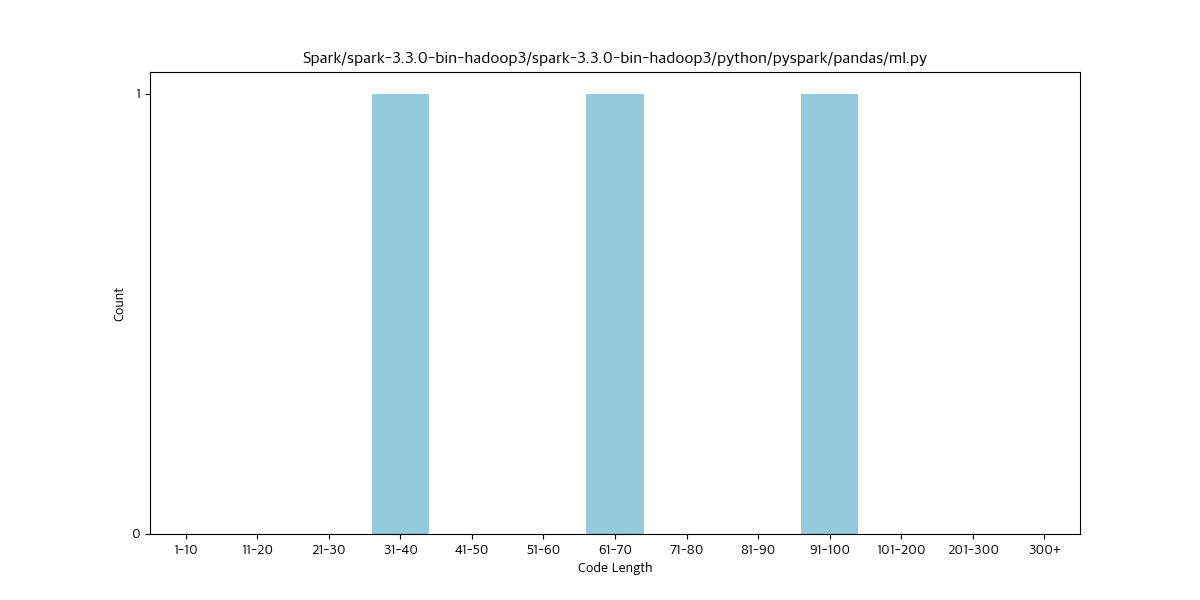 Spark/spark-3.3.0-bin-hadoop3/spark-3.3.0-bin-hadoop3/python/pyspark/pandas/ml.py
1
Count
0
1-10 11-20 21-30 31-40 41-50 51-60 61-70 71-80 81-90 91-100 101-200 201-300 300+
Code Length